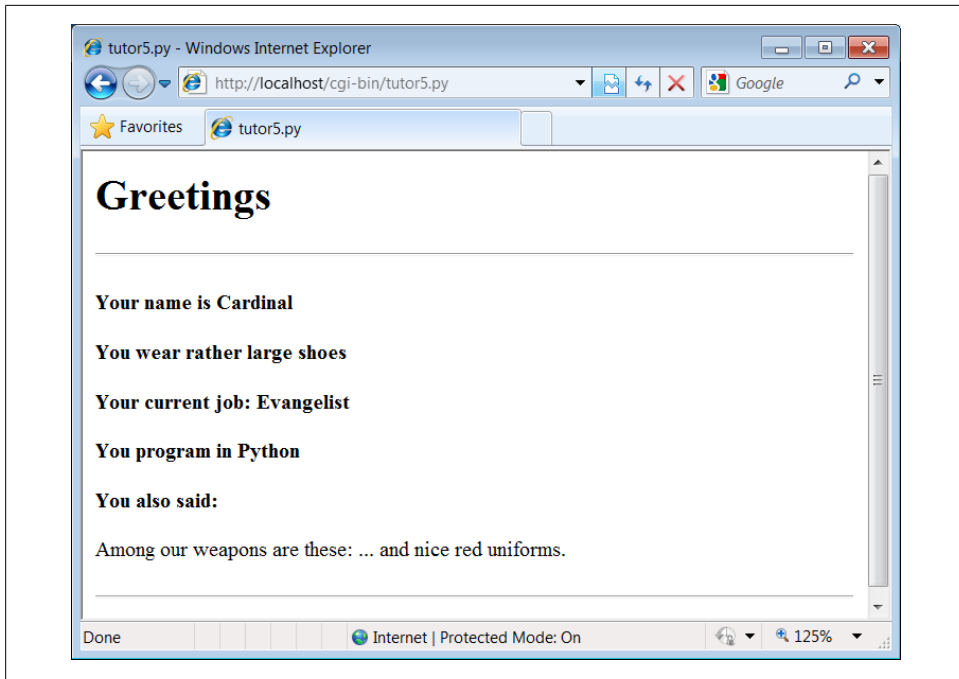 tutor5.py - Windows Internet Explorer
http://localhost/cgi-bin/tutor5.py
Google
Favorites
tutor5.py
Greetings
Your name is Cardinal
You wear rather large shoes
Your current job: Evangelist
You program in Python
You also said:
Among our weapons are these: ... and nice red uniforms.
Done
Internet | Protected Mode: On
125%